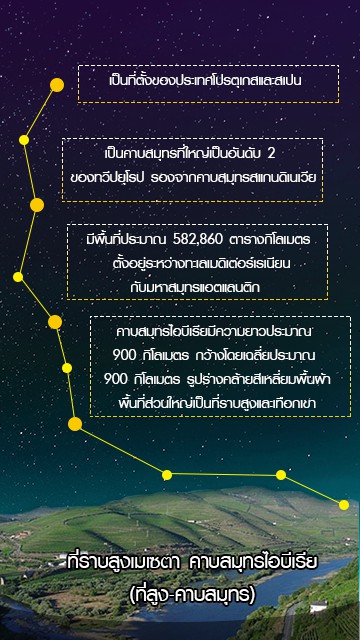 เป็นที่ตั้งของประเทศโปรตุเกสและสเปน
เป็นคาบสมุทรที่ใหญ่เป็นอันดับ 2
ของทวีปยุโรป รองจากคาบสมุทรสแกนดิเนเวีย
มีพื้นที่ประมาณ 582,860 ตารางกิโลเมตร
ตั้งอยู่ระหว่างทะเลเมดิเตอร์เรเนียน
กับมหาสมุทรแอตแลนติก
คาบสมุทรไอบีเรียมีความยาวประมาณ
900 กิโลเมตร กว้างโดยเฉลี่ยประมาณ
900 กิโลเมตร รูปร่างคล้ายสี่เหลี่ยมพื้นผ้า
พื้นที่ส่วนใหญ่เป็นที่ราบสูงและเทือกเขา
ที่ราบสูงเมเซตา คาบสมุทรไอบีเรีย
(ที่สูง-คาบสมุทร)